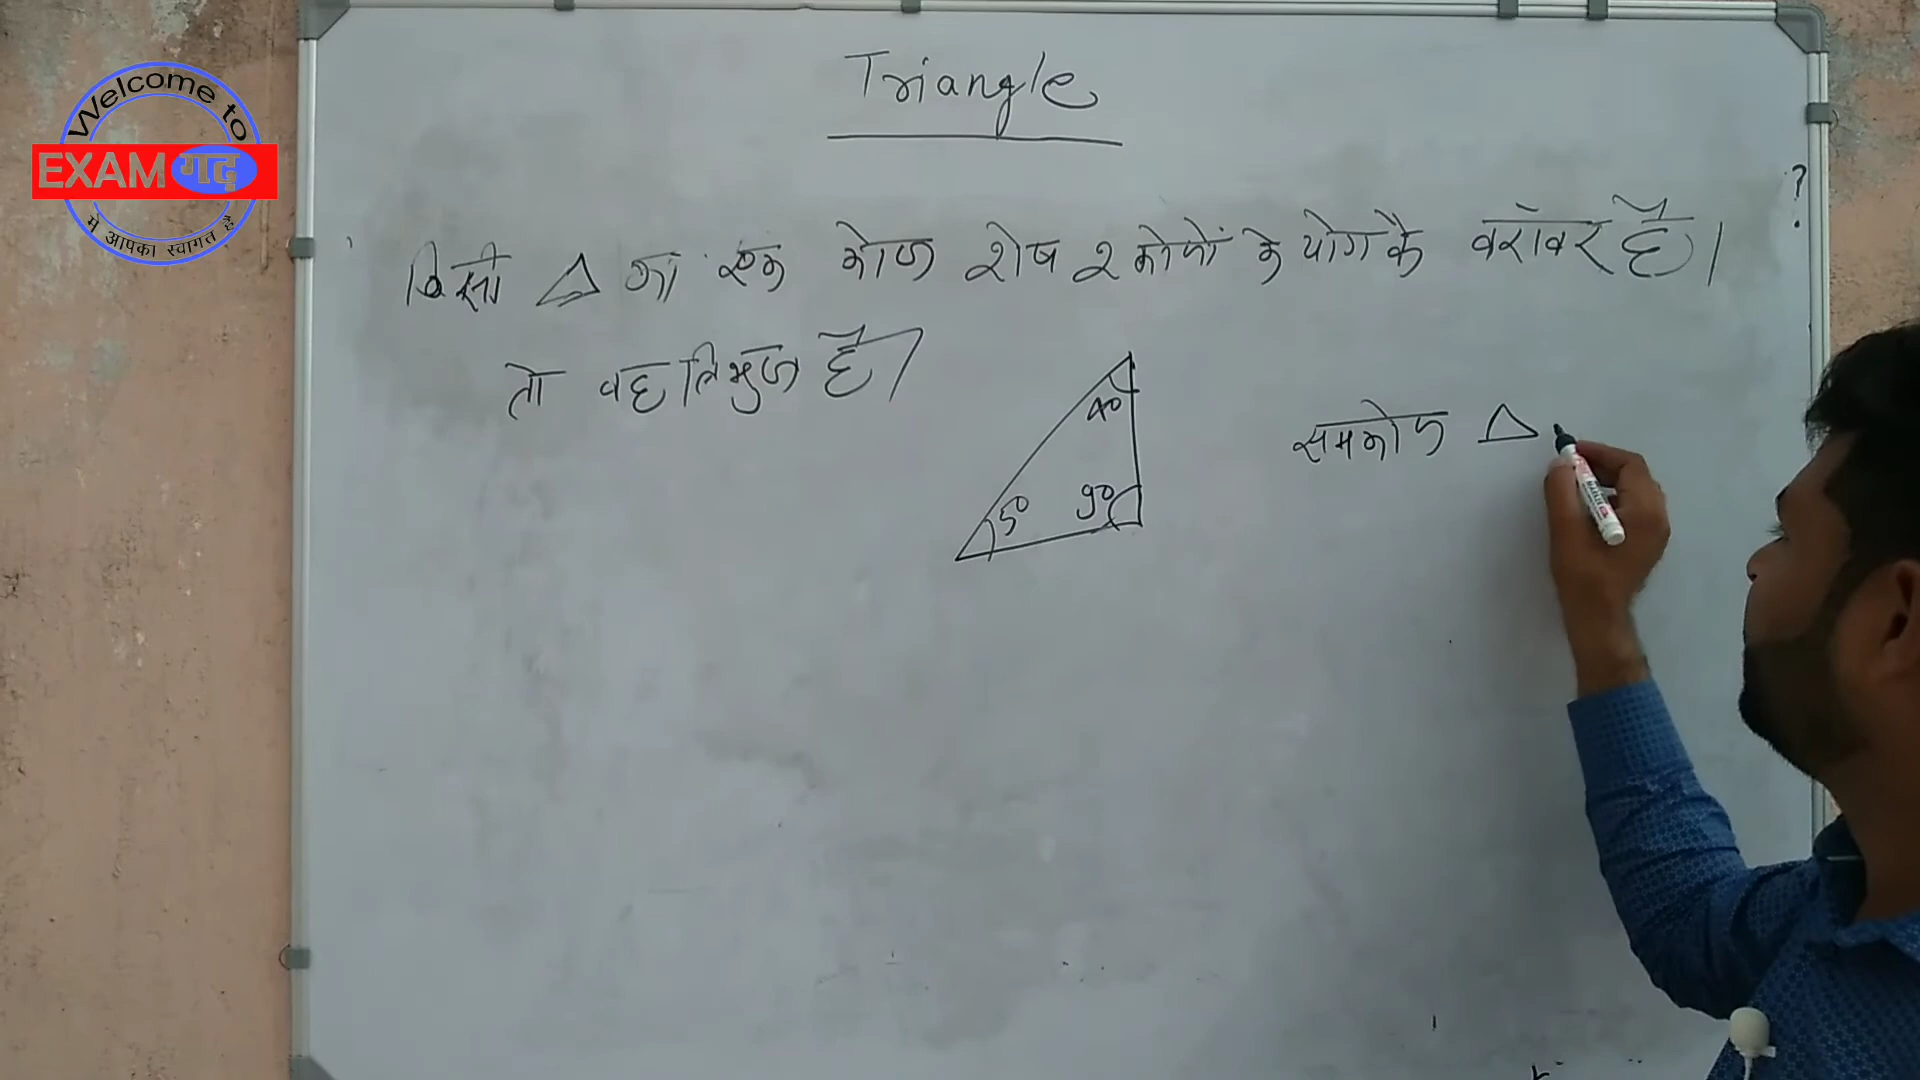 Welcome to
EXAM गढ़
मे आपका स्वागत है
Triangle
?
किसी △ का एक कोण शेष 2 कोणों के योग के बराबर है।
तो वह त्रिभुज है।
40
50
90
समकोण △